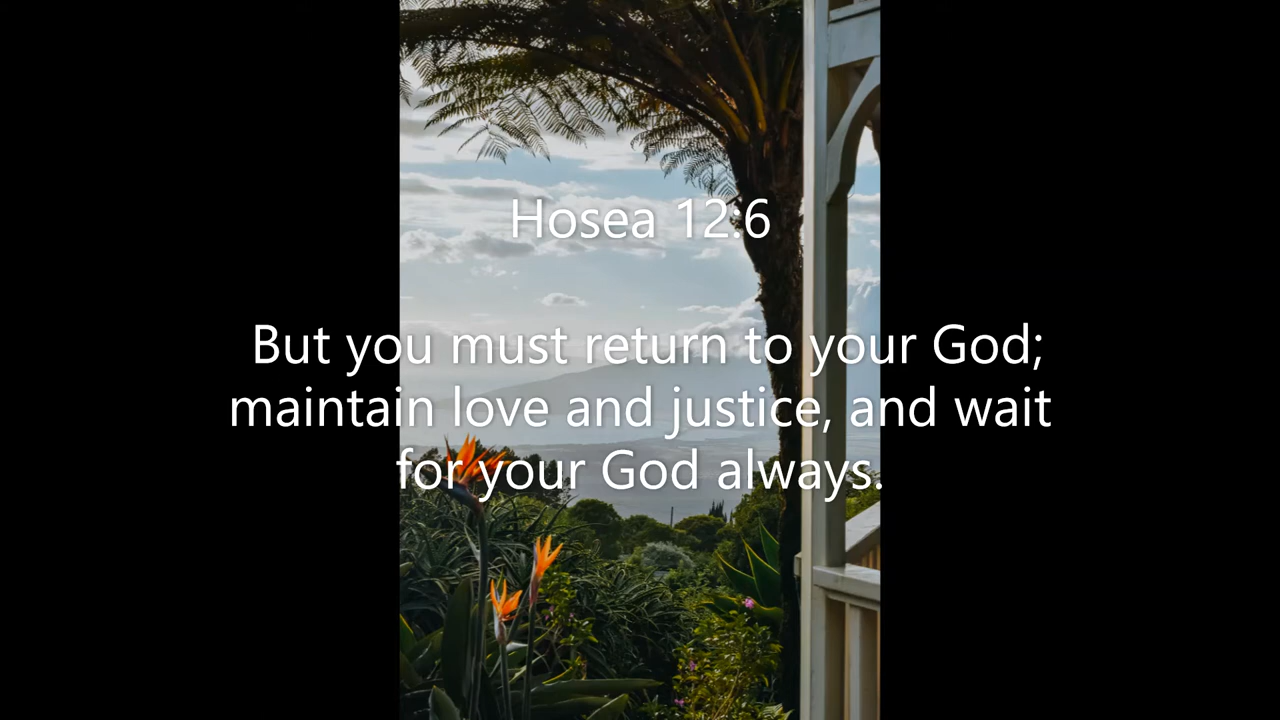 Hosea 12:6
But you must return to your God;
maintain love and justice, and wait
for your God always.